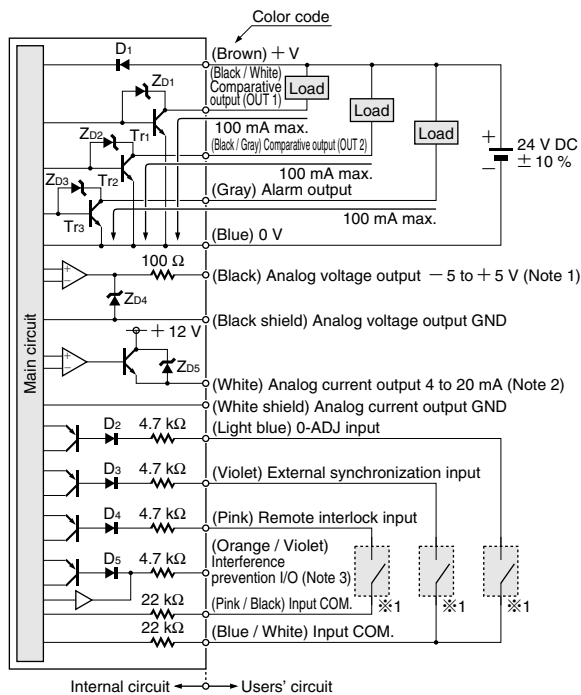 Color code
D1
(Brown) + V
ZD1
(Black / White)
Comparative
output (OUT 1)
Load
Load
Load
100 mA max.
ZD2
Tr1
(Black / Gray) Comparative output (OUT 2)
100 mA max.
+
−
24 V DC
± 10 %
ZD3
Tr2
(Gray) Alarm output
100 mA max.
Tr3
(Blue) 0 V
100 Ω
(Black) Analog voltage output − 5 to + 5 V (Note 1)
+
−
ZD4
(Black shield) Analog voltage output GND
Main circuit
+ 12 V
+
−
ZD5
(White) Analog current output 4 to 20 mA (Note 2)
(White shield) Analog current output GND
(Light blue) 0-ADJ input
D2
4.7 kΩ
D3
4.7 kΩ
(Violet) External synchronization input
D4
4.7 kΩ
(Pink) Remote interlock input
D5
4.7 kΩ
(Orange / Violet)
Interference
prevention I/O (Note 3)
22 kΩ
(Pink / Black) Input COM.
※1
※1
※1
22 kΩ
(Blue / White) Input COM.
Internal circuit
Users' circuit